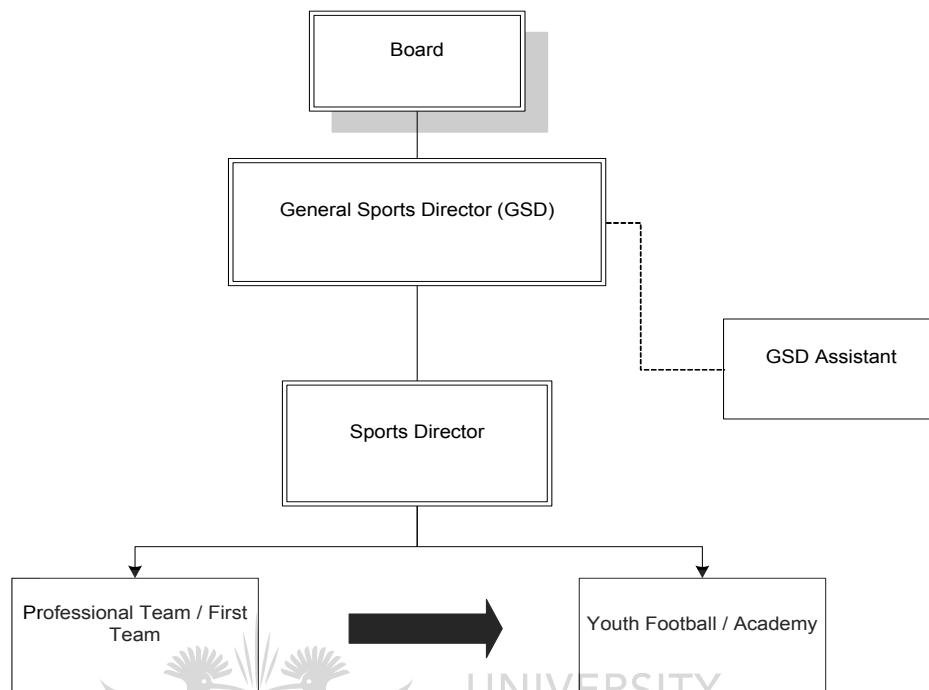 Board
General Sports Director (GSD)
GSD Assistant
Sports Director
Professional Team / First
Team
Youth Football / Academy
UNIVERSITY